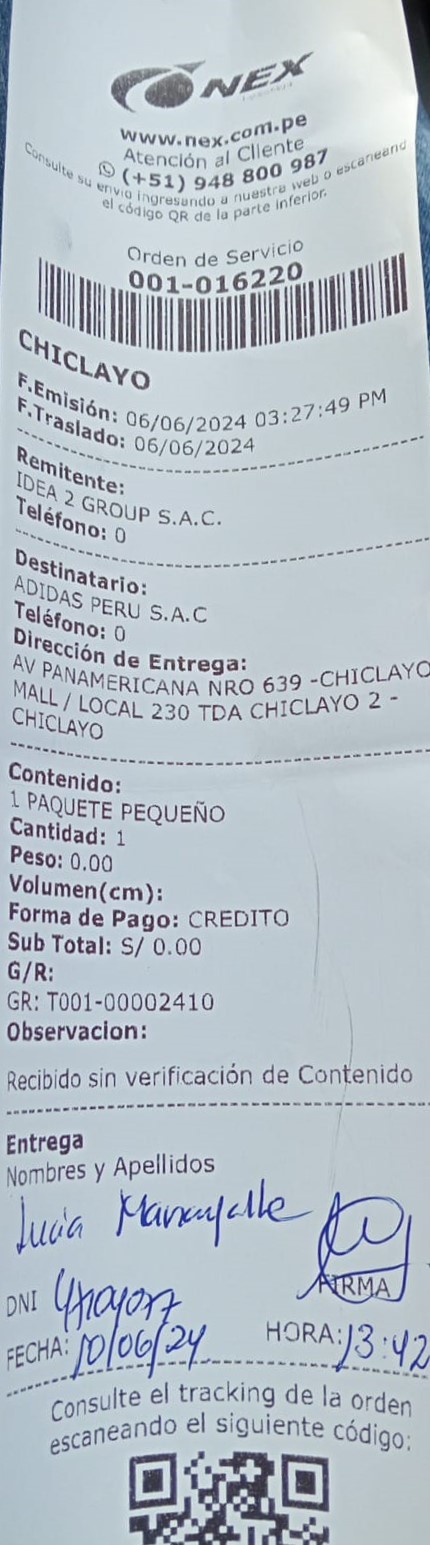 NEX
www.nex.com.pe
Atención al Cliente
(+51) 948 800 987
Consulte su envio ingresando a nuestra web o escaneand
el código QR de la parte inferior.
Orden de Servicio
001-016220
CHICLAYO
F.Emisión: 06/06/2024 03:27:49 PM
F.Traslado: 06/06/2024
Remitente:
IDEA 2 GROUP S.A.C.
Teléfono: 0
Destinatario:
ADIDAS PERU S.A.C
Teléfono: 0
Dirección de Entrega:
AV PANAMERICANA NRO 639 -CHICLAYO
MALL / LOCAL 230 TDA CHICLAYO 2 -
CHICLAYO
Contenido:
1 PAQUETE PEQUEÑO
Cantidad: 1
Peso: 0.00
Volumen(cm):
Forma de Pago: CREDITO
Sub Total: S/ 0.00
G/R:
GR: T001-00002410
Observacion:
Recibido sin verificación de Contenido
Entrega
Nombres y Apellidos
Lucia
FIRMA
DNI
FECHA: 10/06/24 HORA: 13:42
Consulte el tracking de la orden
escaneando el siguiente código: